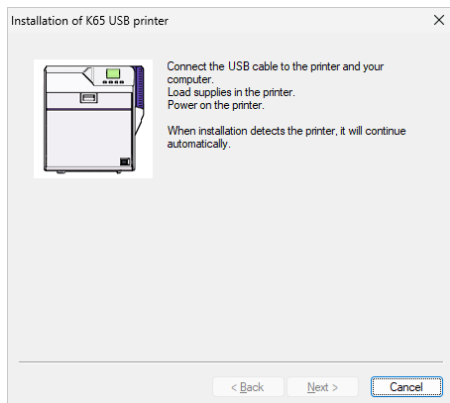 Installation of K65 USB printer
Connect the USB cable to the printer and your
computer.
Load supplies in the printer.
Power on the printer.
When installation detects the printer, it will continue
automatically.
< Back
Next >
Cancel